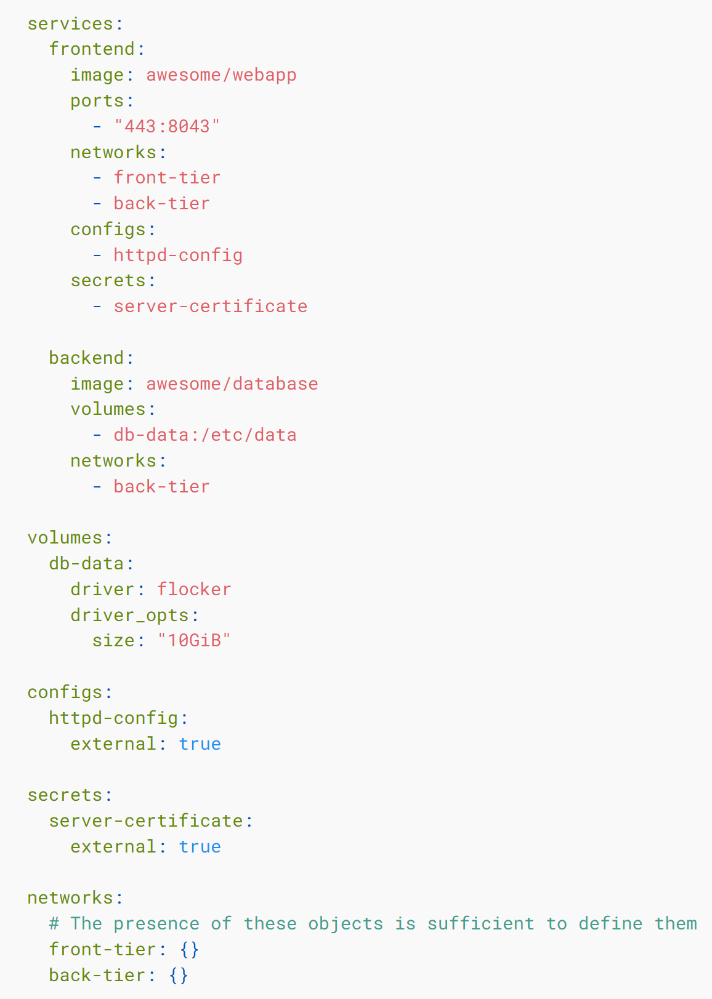 services:
  frontend:
    image: awesome/webapp
    ports:
      - "443:8043"
    networks:
      - front-tier
      - back-tier
    configs:
      - httpd-config
    secrets:
      - server-certificate

  backend:
    image: awesome/database
    volumes:
      - db-data:/etc/data
    networks:
      - back-tier

volumes:
  db-data:
    driver: flocker
    driver_opts:
      size: "10GiB"

configs:
  httpd-config:
    external: true

secrets:
  server-certificate:
    external: true

networks:
  # The presence of these objects is sufficient to define them
  front-tier: {}
  back-tier: {}